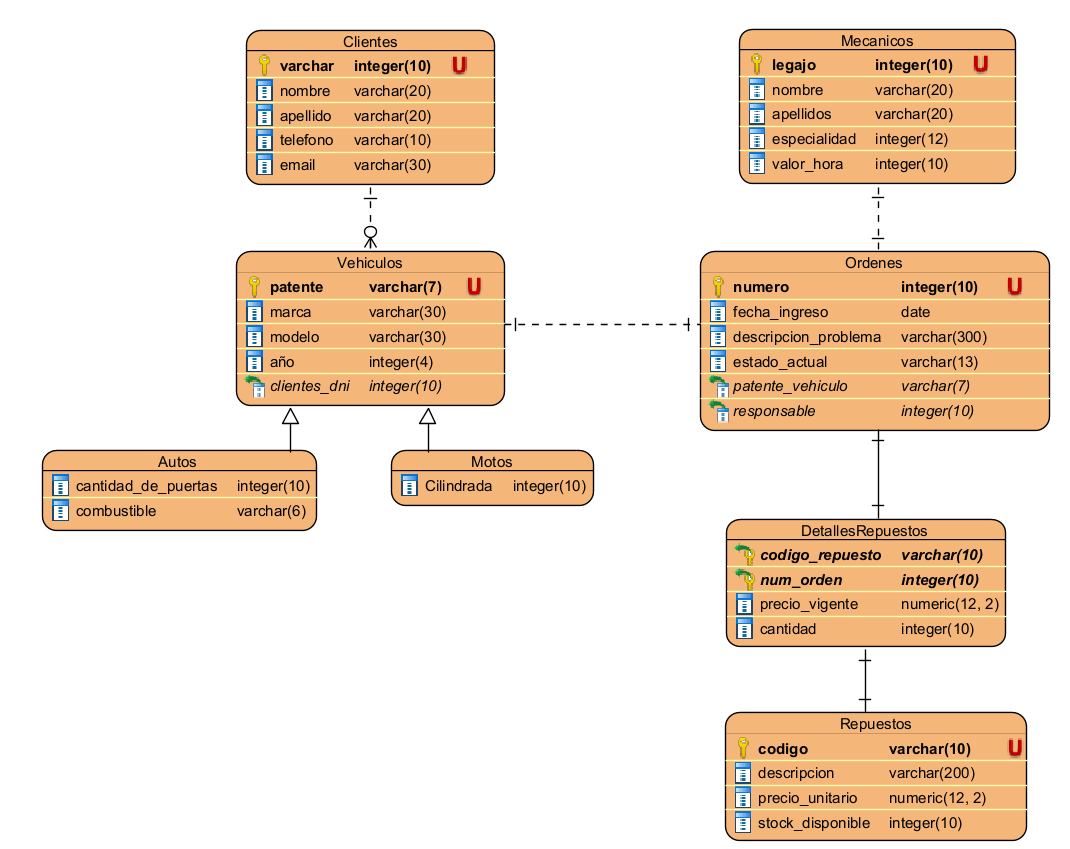 Clientes
varchar integer(10) U
nombre varchar(20)
apellido varchar(20)
telefono varchar(10)
email varchar(30)
Mecanicos
legajo integer(10) U
nombre varchar(20)
apellidos varchar(20)
especialidad integer(12)
valor_hora integer(10)
Vehiculos
patente varchar(7) U
marca varchar(30)
modelo varchar(30)
año integer(4)
clientes_dni integer(10)
Ordenes
numero integer(10) U
fecha_ingreso date
descripcion_problema varchar(300)
estado_actual varchar(13)
patente_vehiculo varchar(7)
responsable integer(10)
Autos
cantidad_de_puertas integer(10)
combustible varchar(6)
Motos
Cilindrada integer(10)
DetallesRepuestos
codigo_repuesto varchar(10)
num_orden integer(10)
precio_vigente numeric(12, 2)
cantidad integer(10)
Repuestos
codigo varchar(10) U
descripcion varchar(200)
precio_unitario numeric(12, 2)
stock_disponible integer(10)